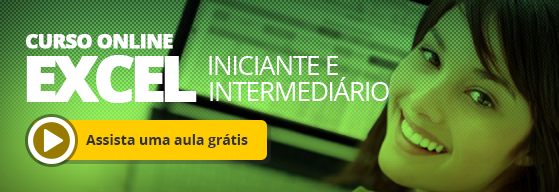 CURSO ONLINE
EXCEL
INICIANTE E
INTERMEDIÁRIO
Assista uma aula grátis